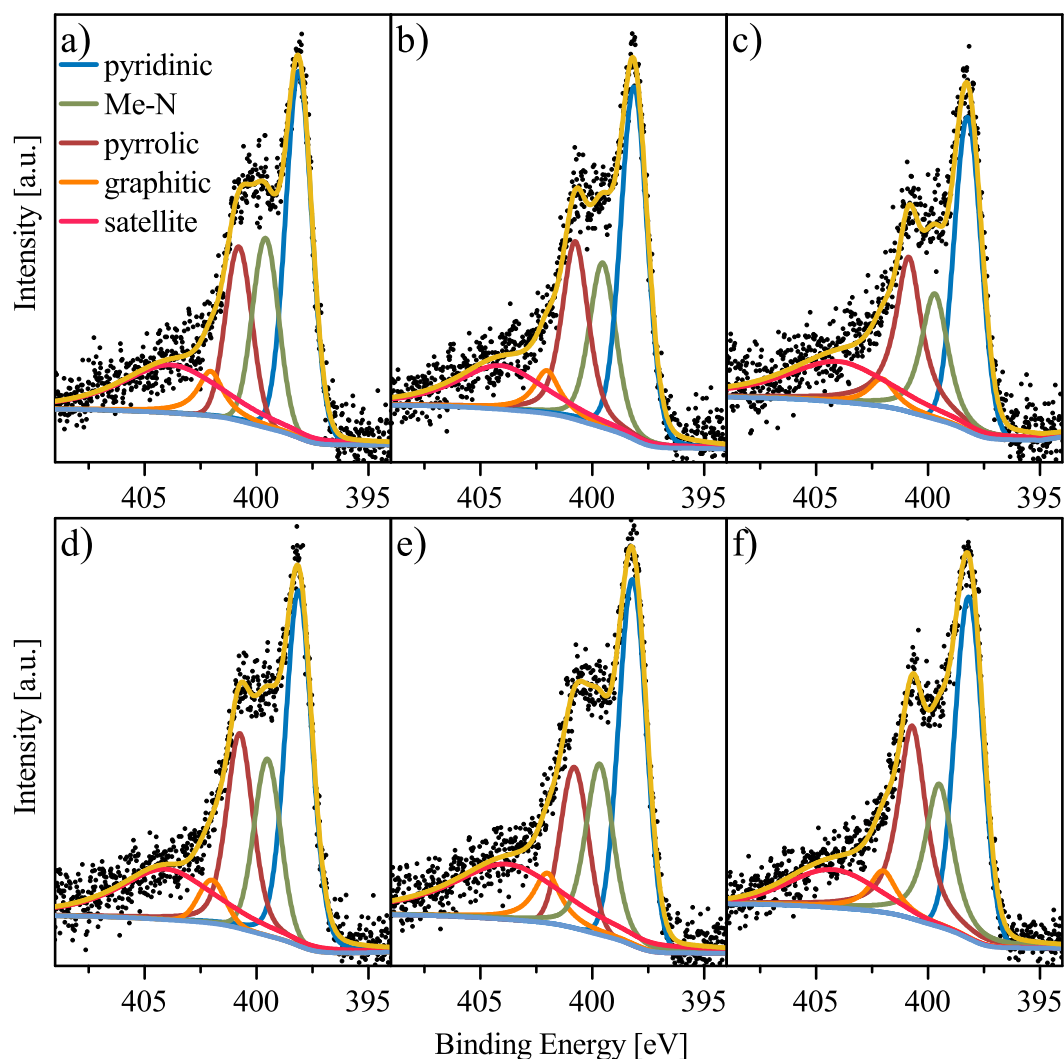 a)
pyridinic
Me-N
pyrrolic
graphitic
satellite
b)
c)
Intensity [a.u.]
405 400 395
405 400 395
405 400 395
d)
e)
f)
Intensity [a.u.]
405 400 395
405 400 395
405 400 395
Binding Energy [eV]